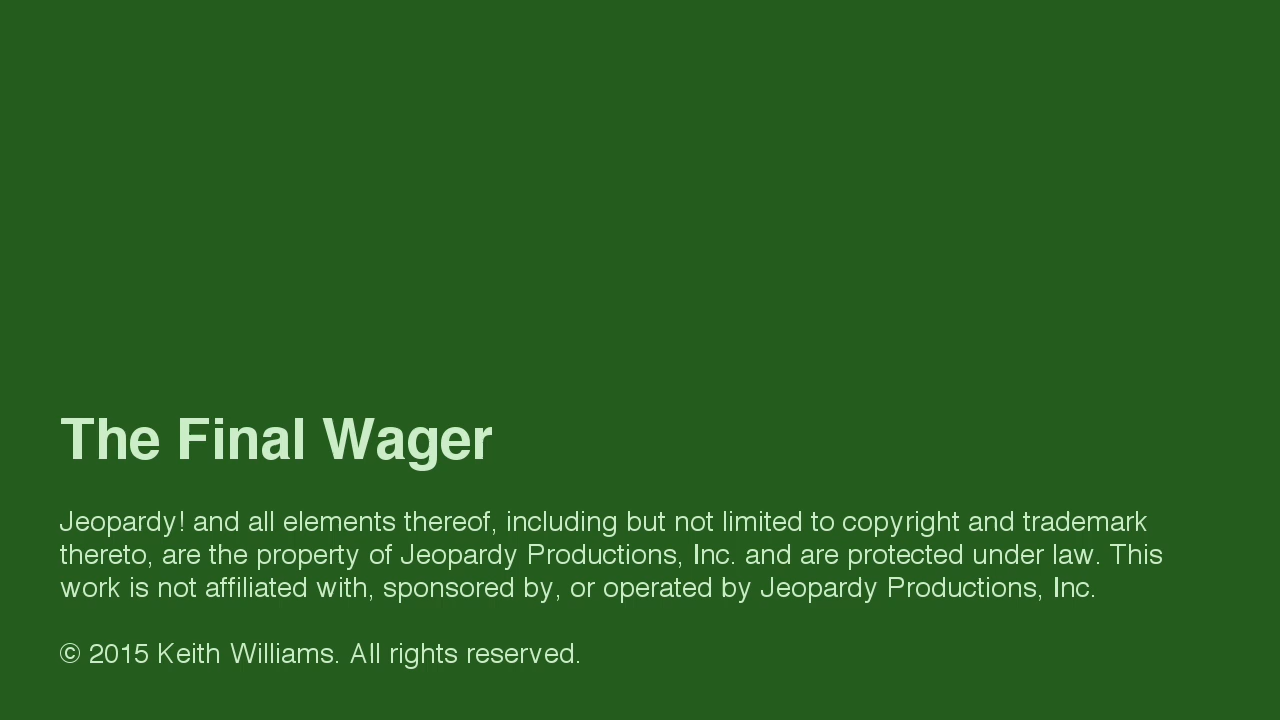 The Final Wager
Jeopardy! and all elements thereof, including but not limited to copyright and trademark
thereto, are the property of Jeopardy Productions, Inc. and are protected under law. This
work is not affiliated with, sponsored by, or operated by Jeopardy Productions, Inc.
© 2015 Keith Williams. All rights reserved.